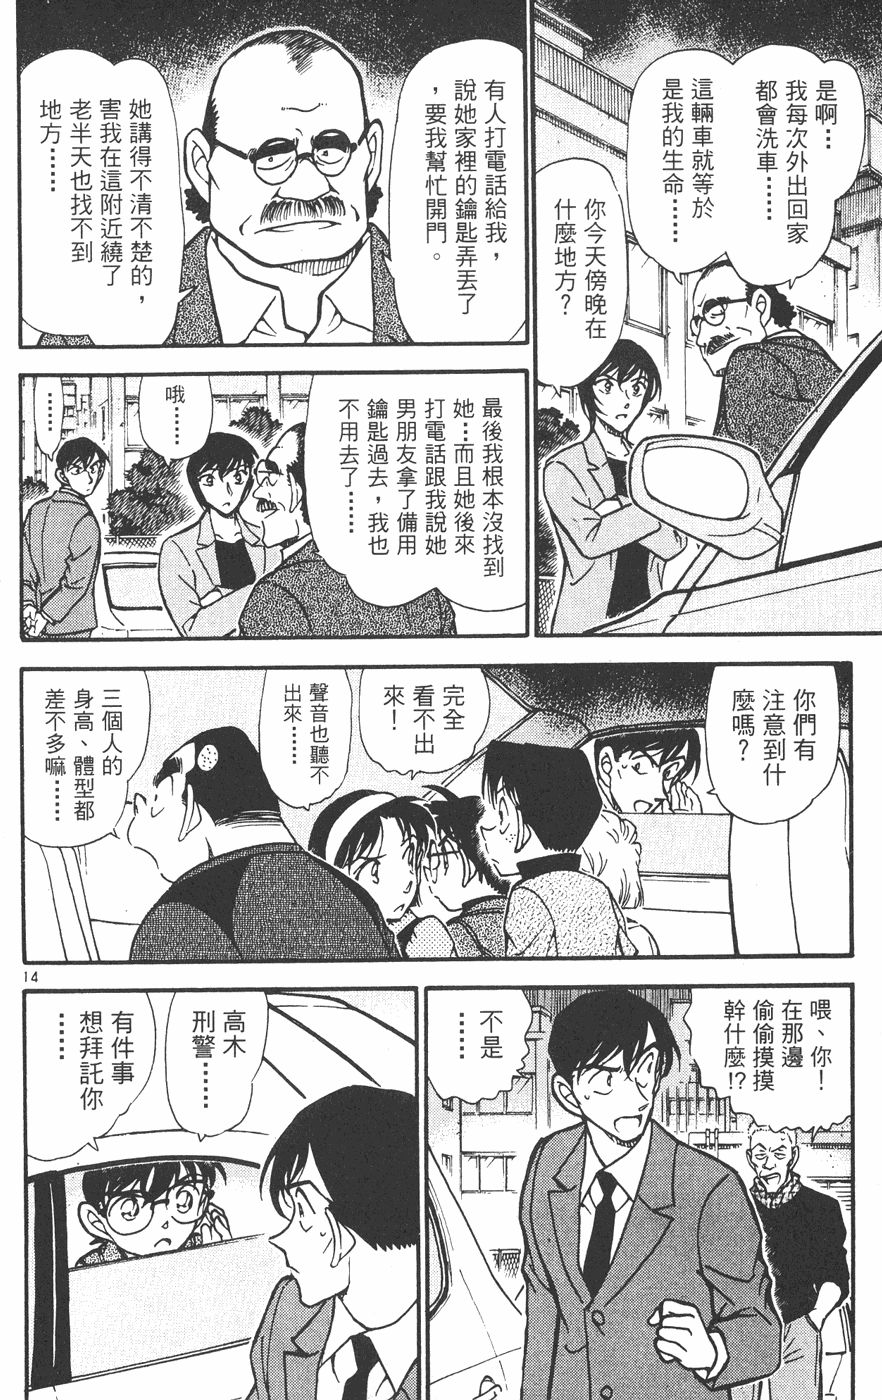 是啊…
我每次外出回家
都會洗車……
這輛車就等於
是我的生命……
你今天傍晚在
什麼地方？
有人打電話給我，
說她家裡的鑰匙弄丟了
，要我幫忙開門。
她講得不清不楚的，
害我在這附近繞了
老半天也找不到
地方……
最後我根本沒找到
她…而且她後來
打電話跟我說她
男朋友拿了備用
鑰匙過去，我也
不用去了……
哦…
……
你們有
注意到什
麼嗎？
完全
看不出
來！
聲音也聽不
出來……
三個人的
身高、體型都
差不多嘛……
14
喂、你！
在那邊
偷偷摸摸
幹什麼!?
不是
高木
刑警……
有件事
想拜託你
……